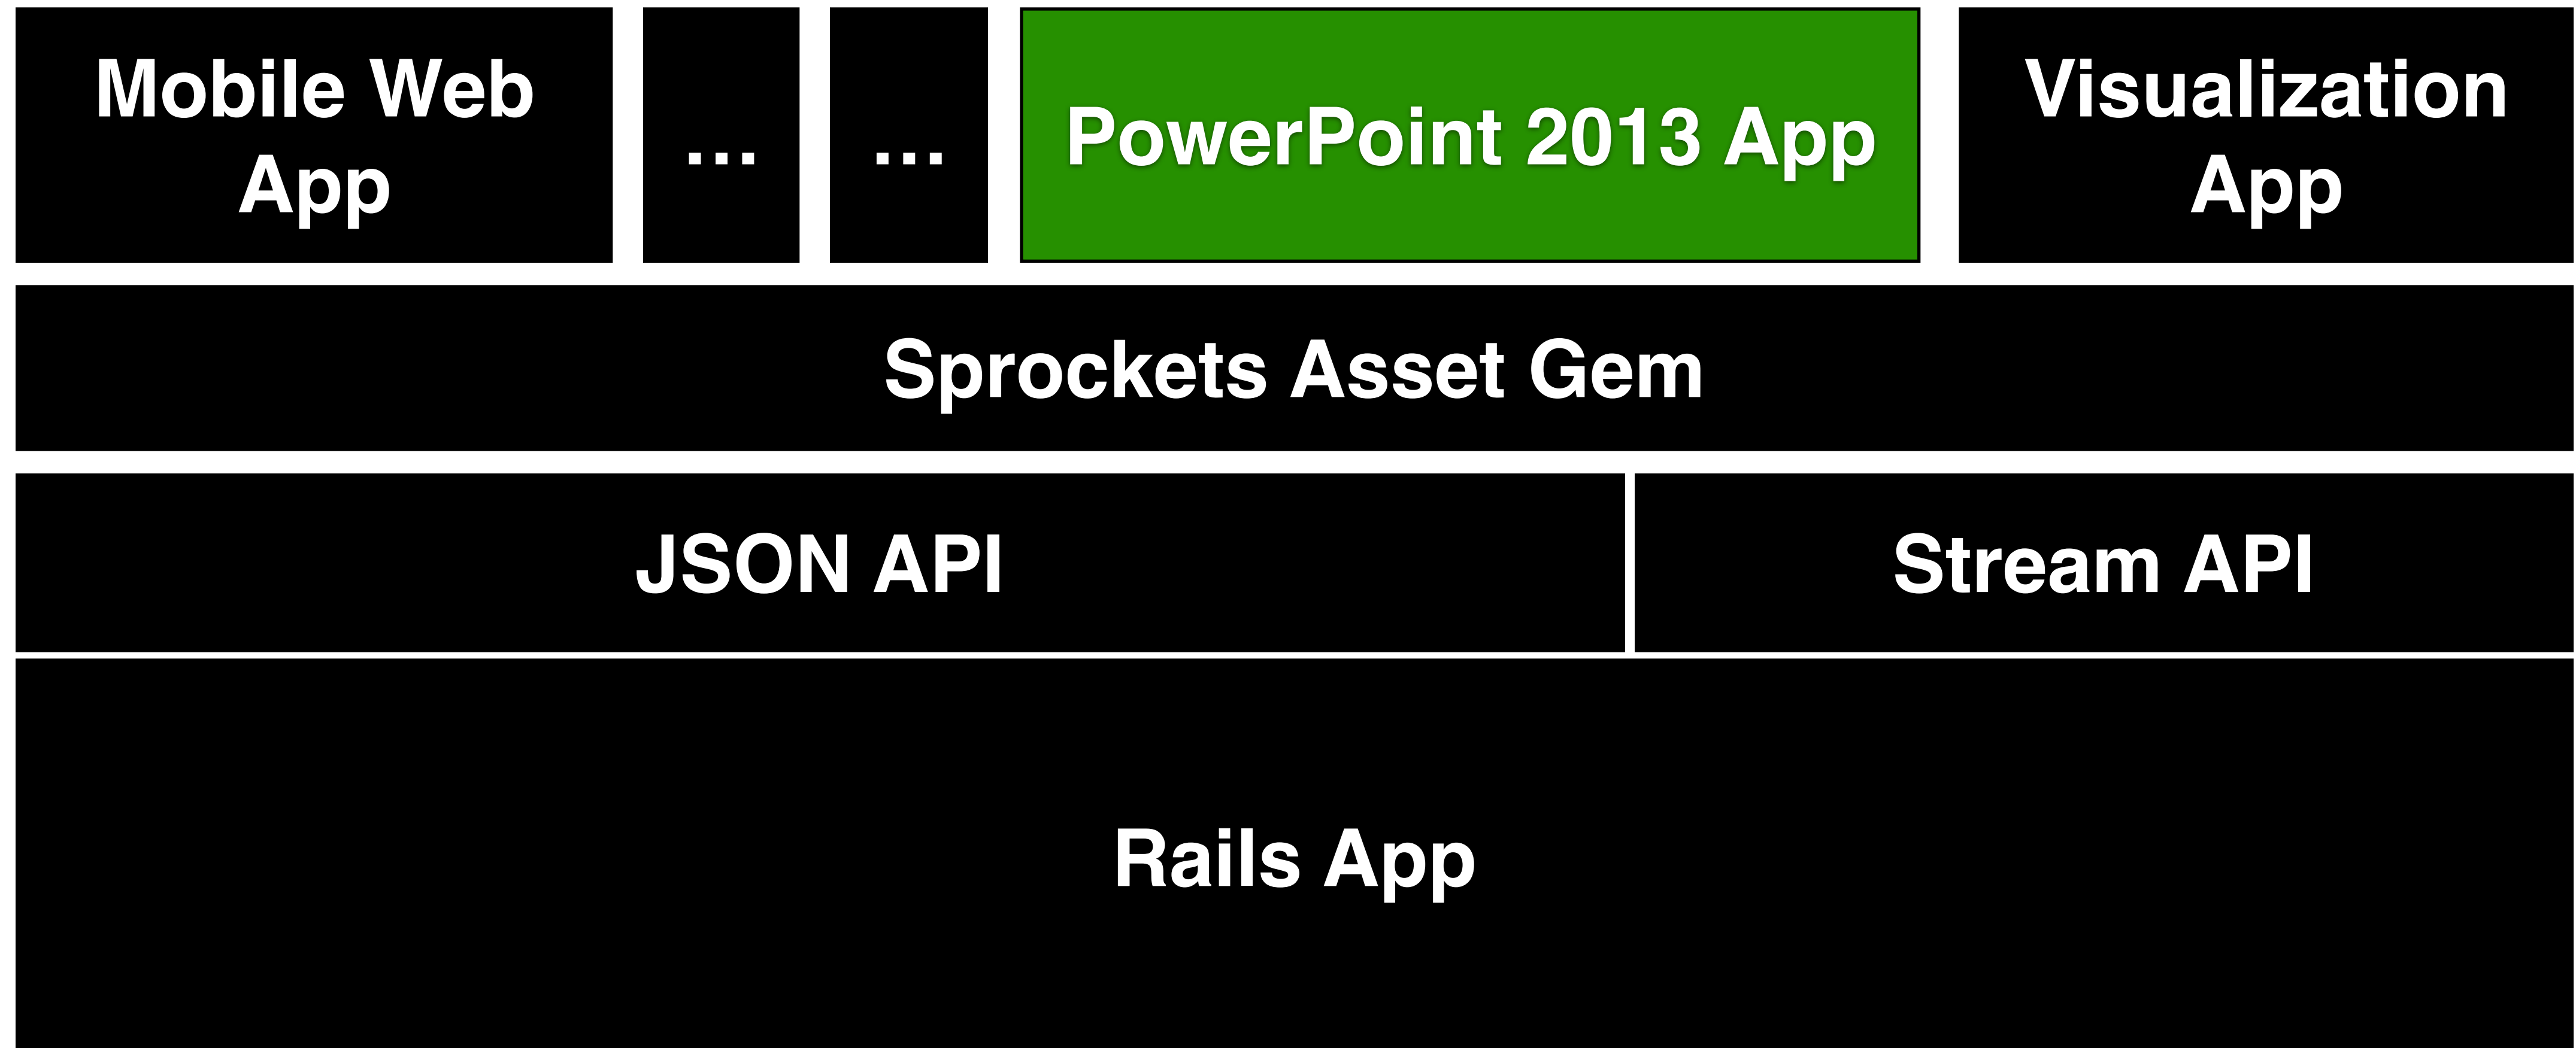 Mobile Web
App
...
...
PowerPoint 2013 App
Visualization
App
Sprockets Asset Gem
JSON API
Stream API
Rails App